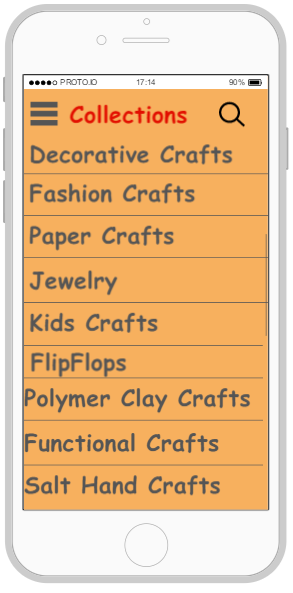 PROTO.IO 17:14 90%
Collections
Decorative Crafts
Fashion Crafts
Paper Crafts
Jewelry
Kids Crafts
FlipFlops
Polymer Clay Crafts
Functional Crafts
Salt Hand Crafts